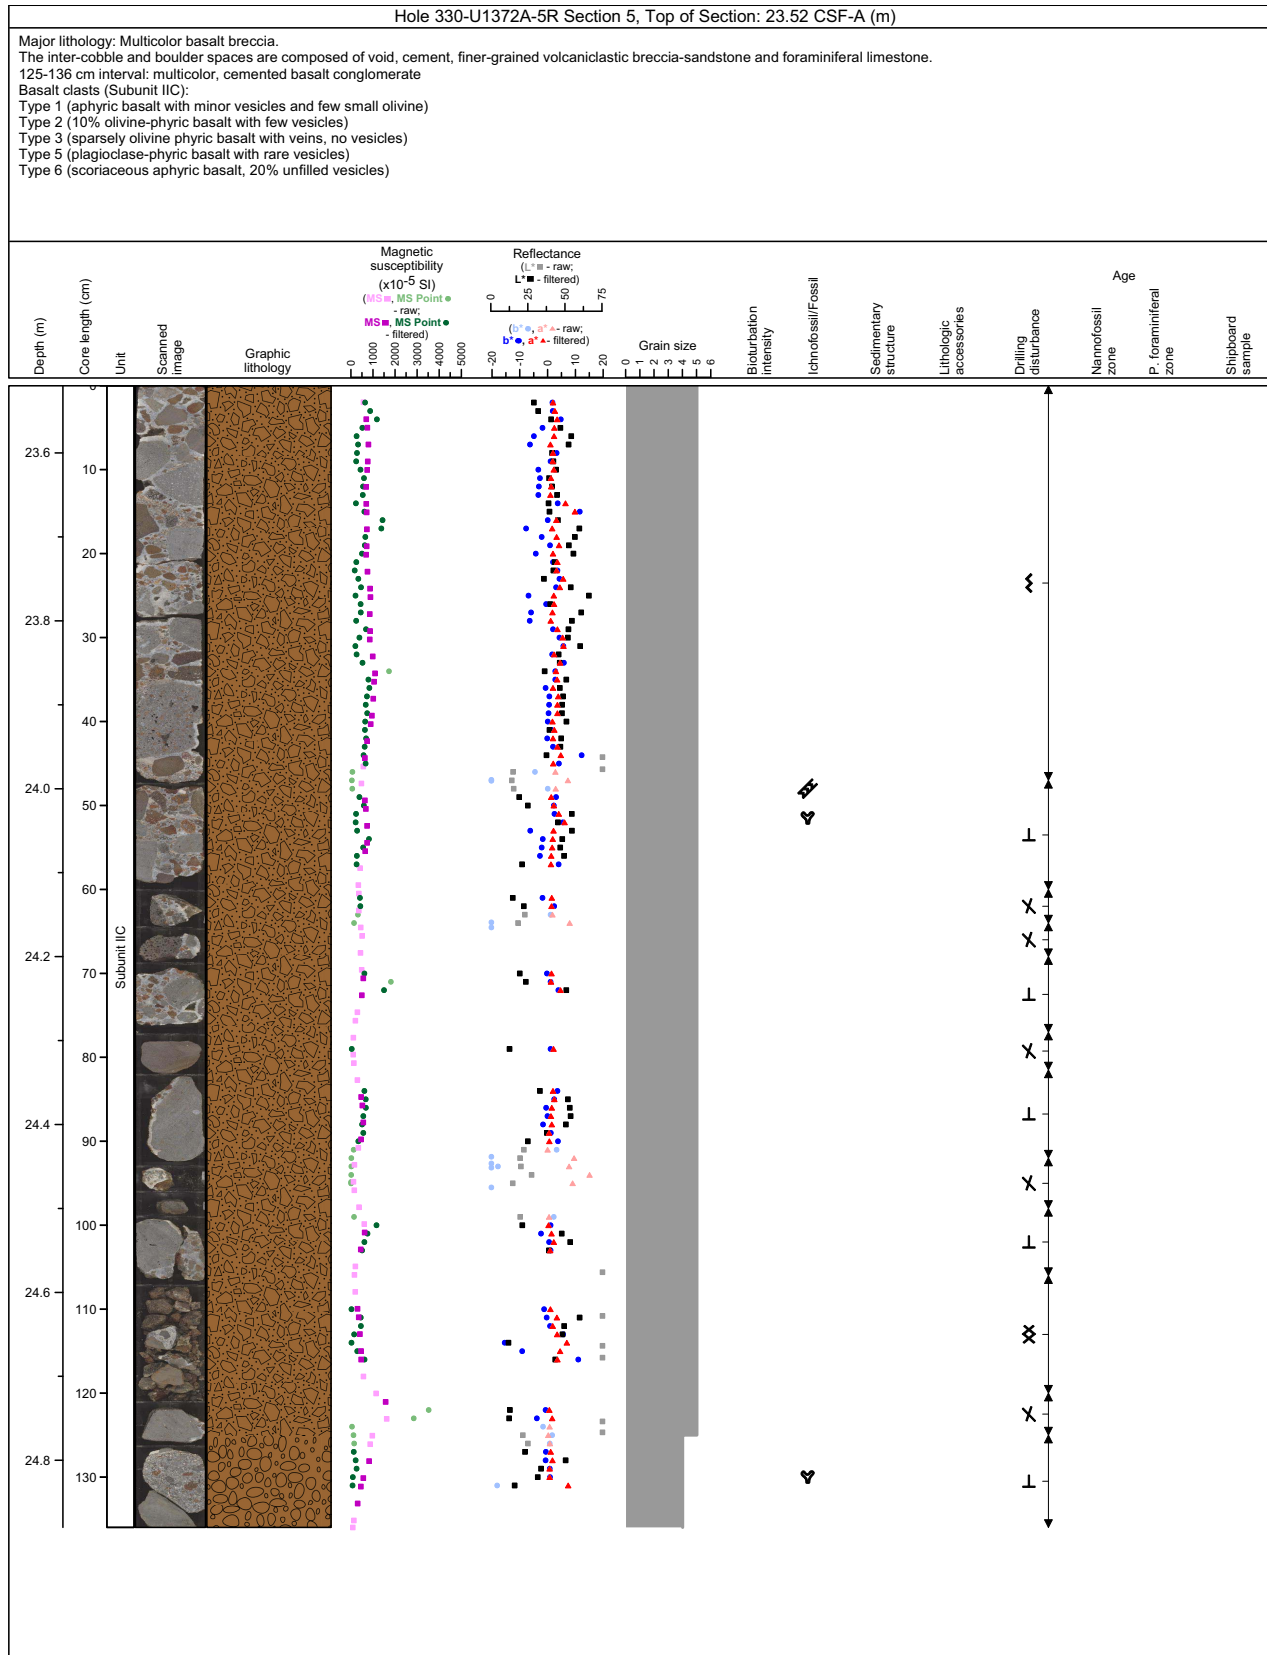 Hole 330-U1372A-5R Section 5, Top of Section: 23.52 CSF-A (m)
Major lithology: Multicolor basalt breccia.
The inter-cobble and boulder spaces are composed of void, cement, finer-grained volcaniclastic breccia-sandstone and foraminiferal limestone.
125-136 cm interval: multicolor, cemented basalt conglomerate
Basalt clasts (Subunit IIC):
Type 1 (aphyric basalt with minor vesicles and few small olivine)
Type 2 (10% olivine-phyric basalt with few vesicles)
Type 3 (sparsely olivine phyric basalt with veins, no vesicles)
Type 5 (plagioclase-phyric basalt with rare vesicles)
Type 6 (scoriaceous aphyric basalt, 20% unfilled vesicles)
Depth (m)
Core length (cm)
Unit
Scanned
image
Graphic
lithology
Magnetic
susceptibility
(x10-5 SI)
(MS■, MS Point●
- raw;
MS■, MS Point●
- filtered)
0 1000 2000 3000 4000 5000
Reflectance
(L*■ - raw;
L*■ - filtered)
0 25 50 75
(b*●, a*▲ - raw;
b*●, a*▲ - filtered)
-20 -10 0 10 20
Grain size
0 1 2 3 4 5 6
Bioturbation
intensity
Ichnofossil/Fossil
Sedimentary
structure
Lithologic
accessories
Drilling
disturbance
Age
Nannofossil
zone
P. foraminiferal
zone
Shipboard
sample
0
23.6
10
20
23.8
30
40
24.0
50
60
24.2
70
80
24.4
90
100
24.6
110
120
24.8
130
Subunit IIC